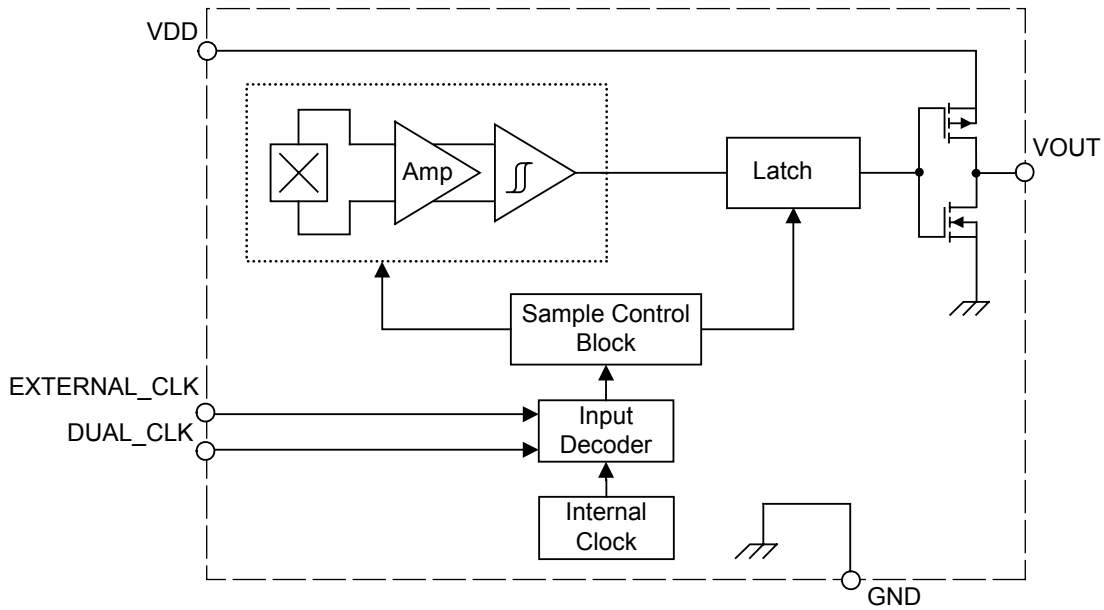 VDD
VOUT
Amp
Latch
Sample Control
Block
EXTERNAL_CLK
DUAL_CLK
Input
Decoder
Internal
Clock
GND